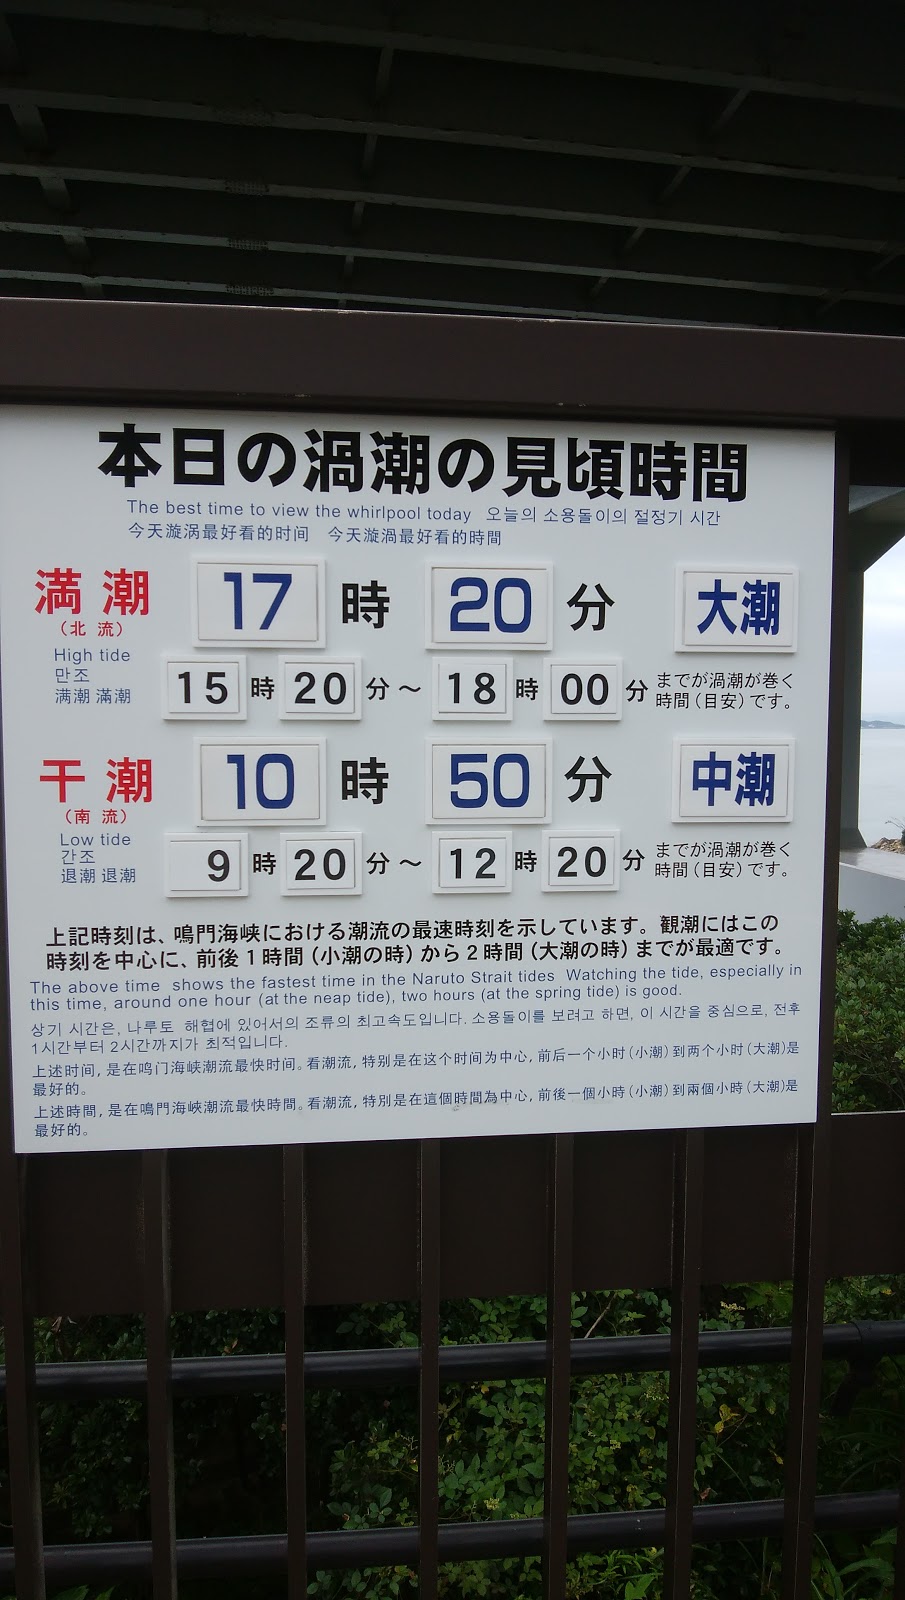 本日の渦潮の見頃時間
The best time to view the whirlpool today 오늘의 소용돌이의 절정기 시간
今天漩涡最好看的时间 今天漩渦最好看的時間
満潮 17 時 20 分 大潮
(北流)
High tide
만조
满潮 滿潮
15 時 20 分 ～ 18 時 00 分 までが渦潮が巻く
時間(目安)です。
干潮 10 時 50 分 中潮
(南流)
Low tide
간조
退潮 退潮
9 時 20 分 ～ 12 時 20 分 までが渦潮が巻く
時間(目安)です。
上記時刻は、鳴門海峡における潮流の最速時刻を示しています。観潮にはこの
時刻を中心に、前後1時間(小潮の時)から2時間(大潮の時)までが最適です。
The above time shows the fastest time in the Naruto Strait tides Watching the tide, especially in
this time, around one hour (at the neap tide), two hours (at the spring tide) is good.
상기 시간은, 나루토 해협에 있어서의 조류의 최고속도입니다. 소용돌이를 보려고 하면, 이 시간을 중심으로, 전후
1시간부터 2시간까지가 최적입니다.
上述时间, 是在鸣门海峡潮流最快时间。看潮流, 特别是在这个时间为中心, 前后一个小时(小潮)到两个小时(大潮)是
最好的。
上述時間, 是在鳴門海峽潮流最快時間。看潮流, 特別是在這個時間為中心, 前後一個小時(小潮)到兩個小時(大潮)是
最好的。